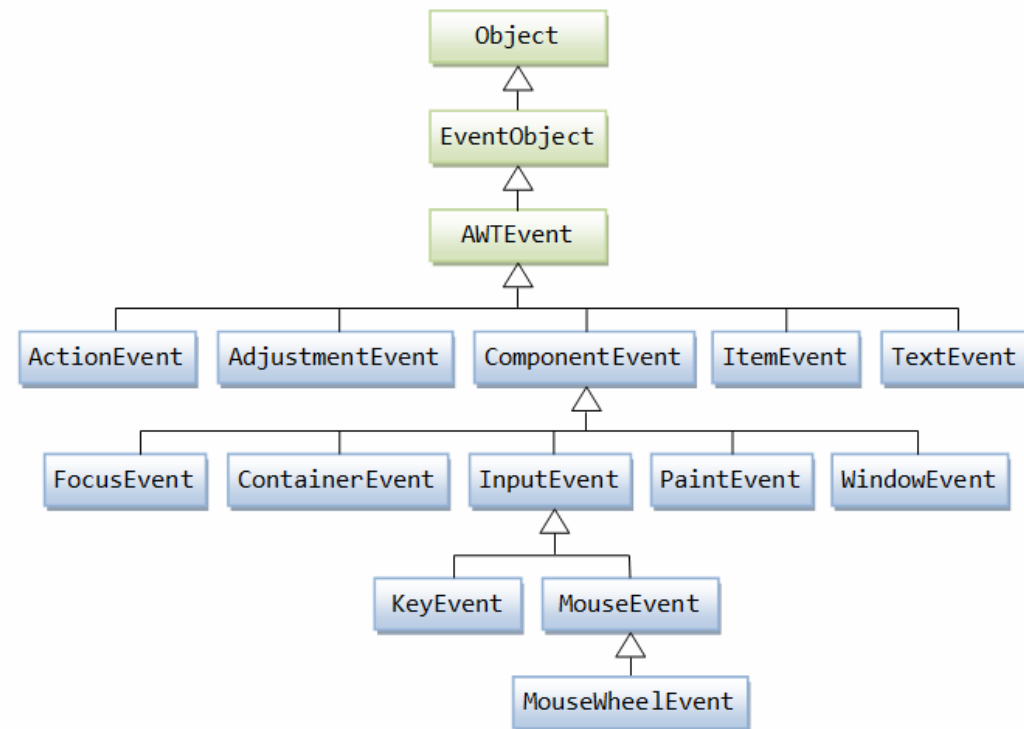 Object
EventObject
AWTEvent
ActionEvent AdjustmentEvent ComponentEvent ItemEvent TextEvent
FocusEvent ContainerEvent InputEvent PaintEvent WindowEvent
KeyEvent MouseEvent
MouseWheelEvent